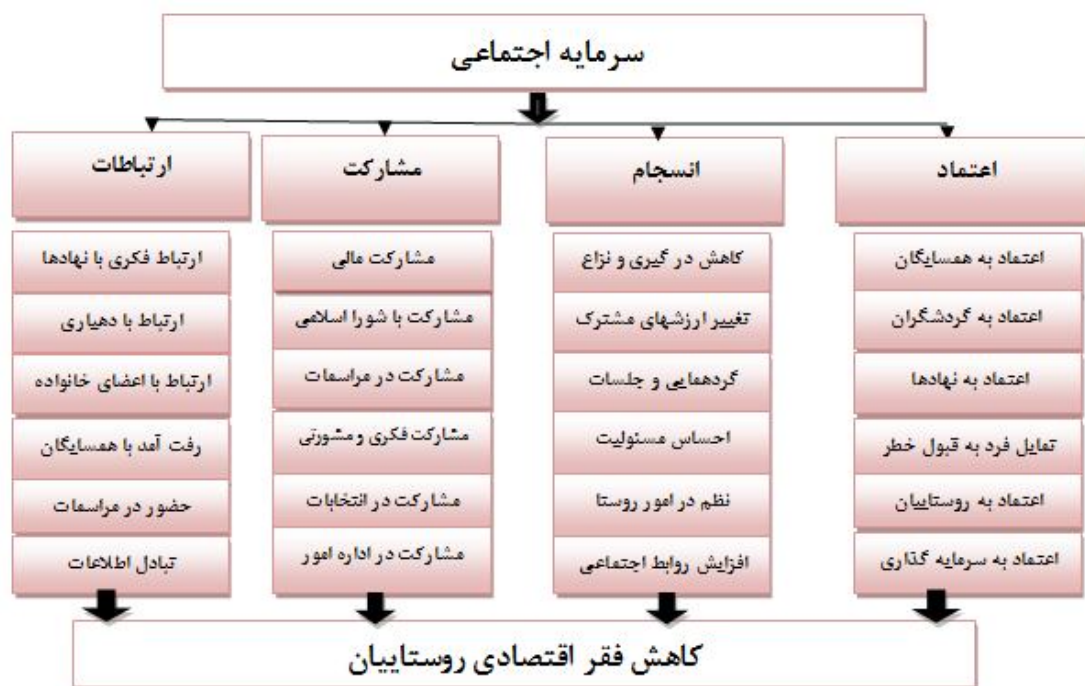 سرمایه اجتماعی
اعتماد
انسجام
مشارکت
ارتباطات
اعتماد به همسایگان
کاهش در گیری و نزاع
مشارکت مالی
ارتباط فکری با نهادها
اعتماد به گردشگران
تغییر ارزشهای مشترک
مشارکت با شورا اسلامی
ارتباط با دهیاری
اعتماد به نهادها
گردهمایی و جلسات
مشارکت در مراسمات
ارتباط با اعضای خانواده
تمایل فرد به قبول خطر
احساس مسئولیت
مشارکت فکری و مشورتی
رفت آمد با همسایگان
اعتماد به روستاییان
نظم در امور روستا
مشارکت در انتخابات
حضور در مراسمات
اعتماد به سرمایه گذاری
افزایش روابط اجتماعی
مشارکت در اداره امور
تبادل اطلاعات
کاهش فقر اقتصادی روستاییان